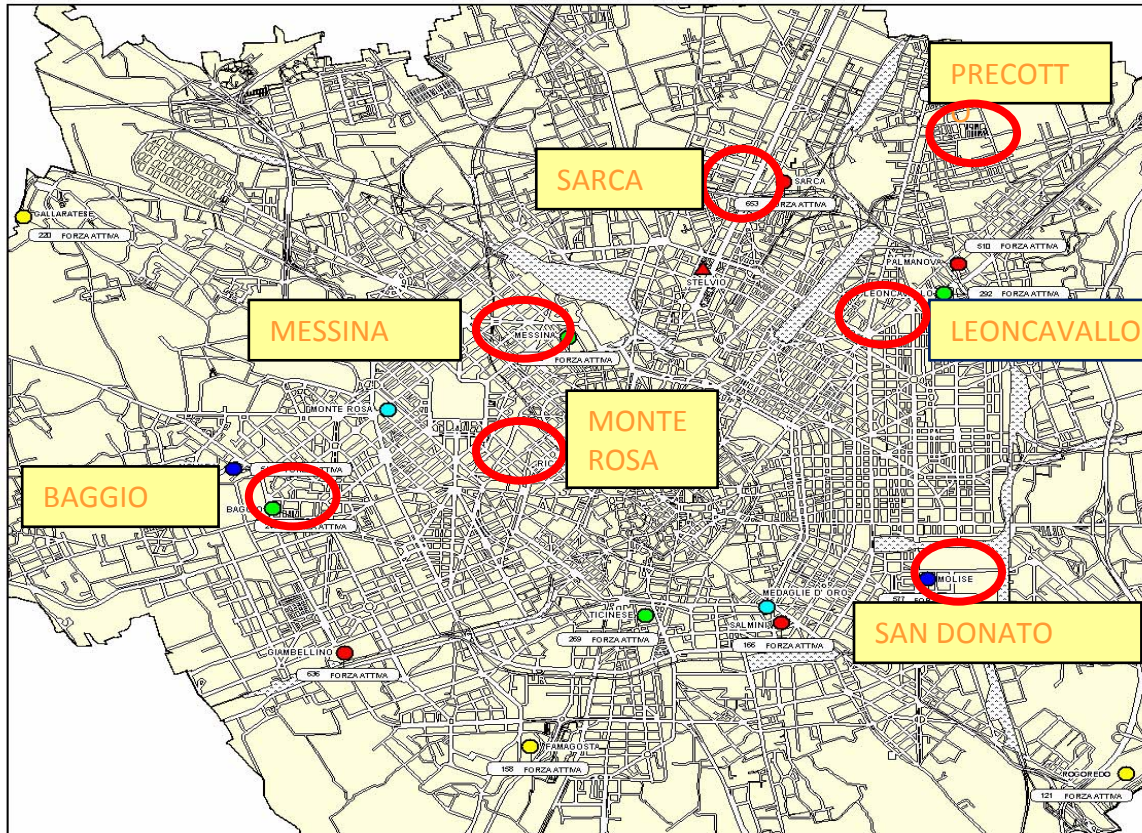 PRECOTT
SARCA
SARCA
653 FORZA ATTIVA
GALLARATESE
220 FORZA ATTIVA
510 FORZA ATTIVA
PALMANOVA
STELVIO
292 FORZA ATTIVA
MESSINA
MESSINA
FORZA ATTIVA
LEONCAVALLO
MONTE ROSA
MONTE
ROSA
FORZA ATTIVA
BAGGIO
BAGGIO
FORZA ATTIVA
MOLISE
577
MEDAGLIE D' ORO
TICINESE
SALMINI
269 FORZA ATTIVA
166 FORZA ATTIVA
SAN DONATO
GIAMBELLINO
636 FORZA ATTIVA
FAMAGOSTA
158 FORZA ATTIVA
ROGOREDO
121 FORZA ATTIVA